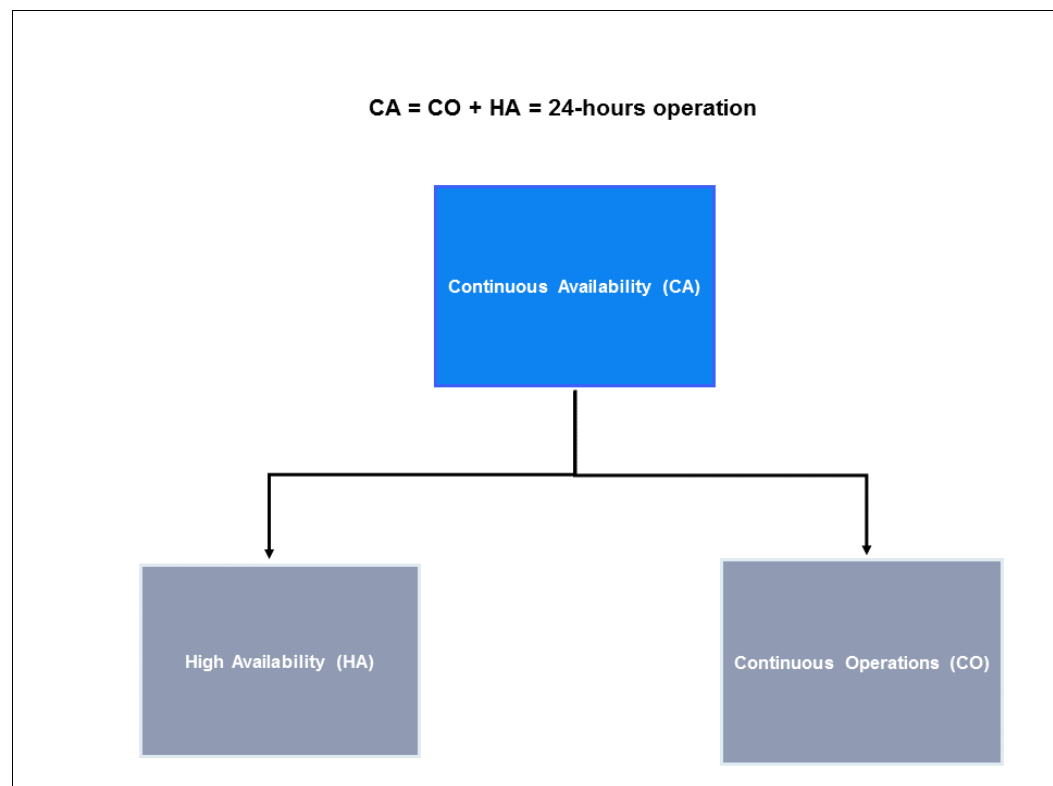 CA = CO + HA = 24-hours operation
Continuous Availability (CA)
High Availability (HA)
Continuous Operations (CO)